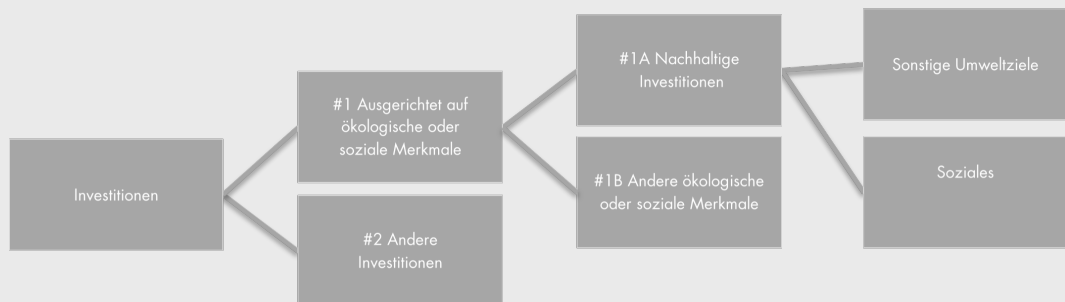 Investitionen
#1 Ausgerichtet auf
ökologische oder
soziale Merkmale
#2 Andere
Investitionen
#1A Nachhaltige
Investitionen
#1B Andere ökologische
oder soziale Merkmale
Sonstige Umweltziele
Soziales